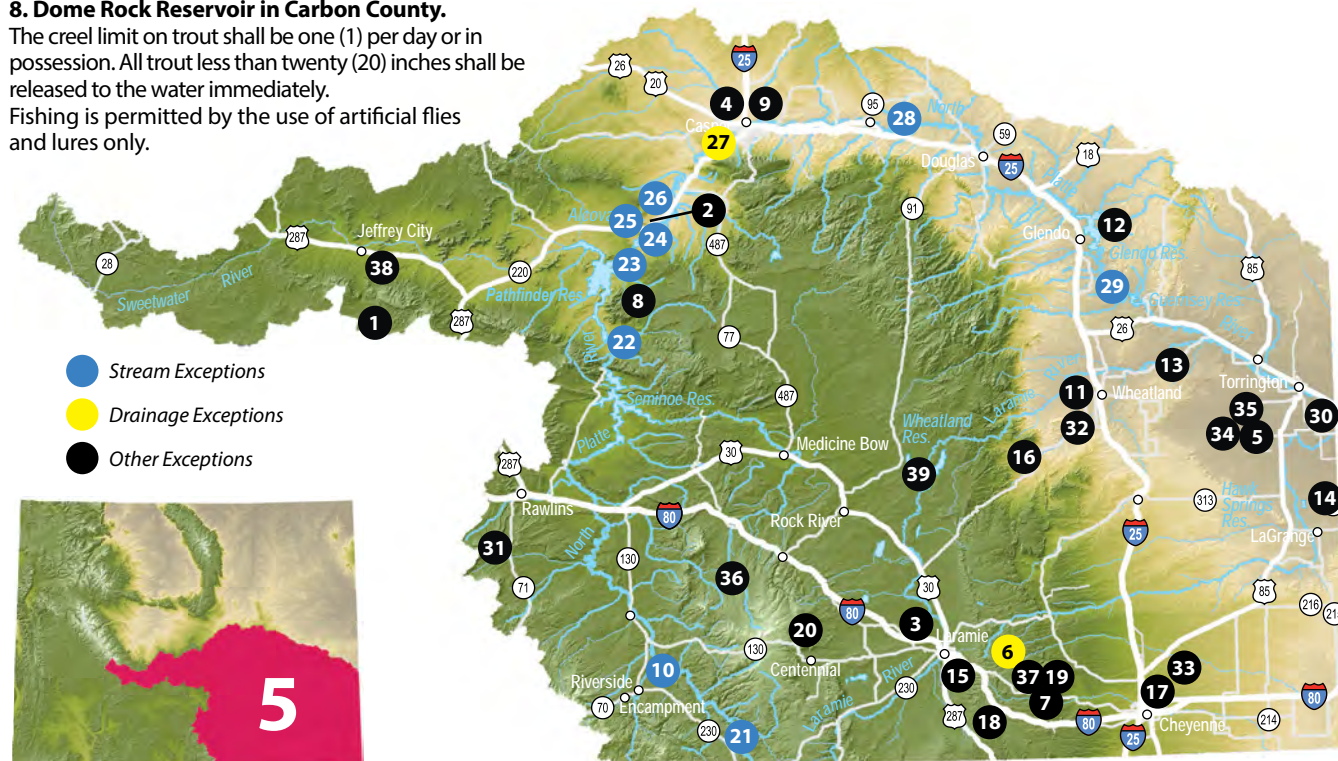 8. Dome Rock Reservoir in Carbon County.
The creel limit on trout shall be one (1) per day or in
possession. All trout less than twenty (20) inches shall be
released to the water immediately.
Fishing is permitted by the use of artificial flies
and lures only.
25
26
20
4
9
95
North
28
59
27
Douglas
25
18
Platte
26
2
25
91
12
Glendo
Glendo Res.
287
Jeffrey City
24
487
28
38
220
23
85
Sweetwater
River
Pathfinder Res.
29
Guernsey Res.
8
1
287
26
River
22
River
77
Stream Exceptions
13
River
Torrington
11
Wheatland
Drainage Exceptions
Seminoe Res.
487
Laramie
35
30
Wheatland
Res.
32
34
5
Platte
Other Exceptions
30
Medicine Bow
16
287
39
Rawlins
14
313
Hawk
Springs
Res.
80
Rock River
25
LaGrange
31
North
130
36
30
71
85
216
80
3
20
Laramie
6
130
Centennial
10
River
15
37
19
33
Riverside
230
7
17
5
70
Encampment
Laramie
287
18
80
Cheyenne
80
214
230
21
25